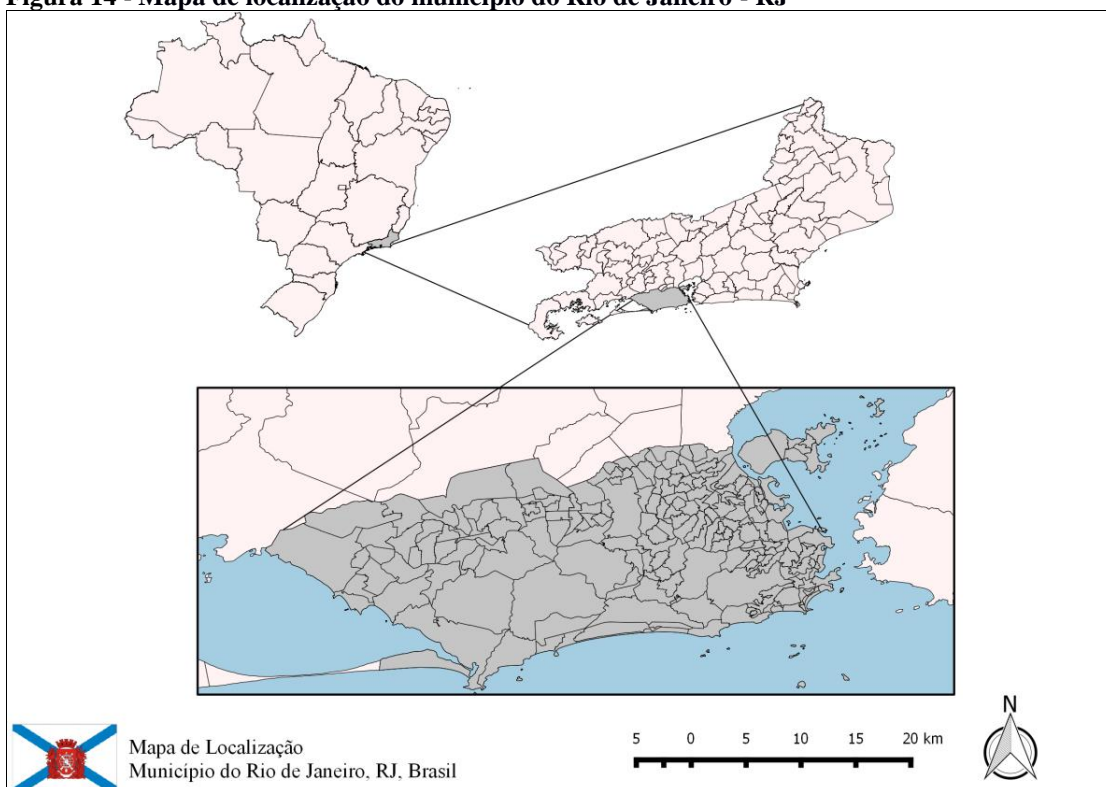 Figura 14 - Mapa de localização do município do Rio de Janeiro - RJ
N
5 0 5 10 15 20 km
Mapa de Localização
Município do Rio de Janeiro, RJ, Brasil